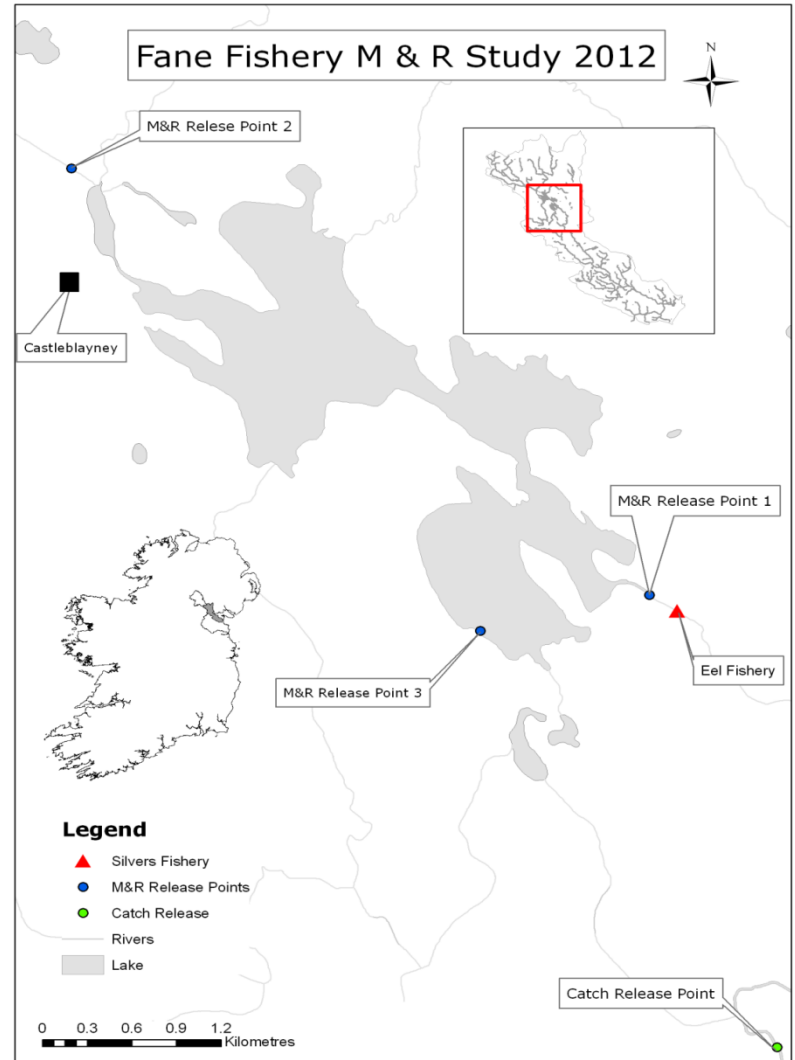 Fane Fishery M & R Study 2012
N
M&R Relese Point 2
Castleblayney
M&R Release Point 1
Eel Fishery
M&R Release Point 3
Legend
Silvers Fishery
M&R Release Points
Catch Release
Rivers
Lake
Catch Release Point
0 0.3 0.6 0.9 1.2
Kilometres